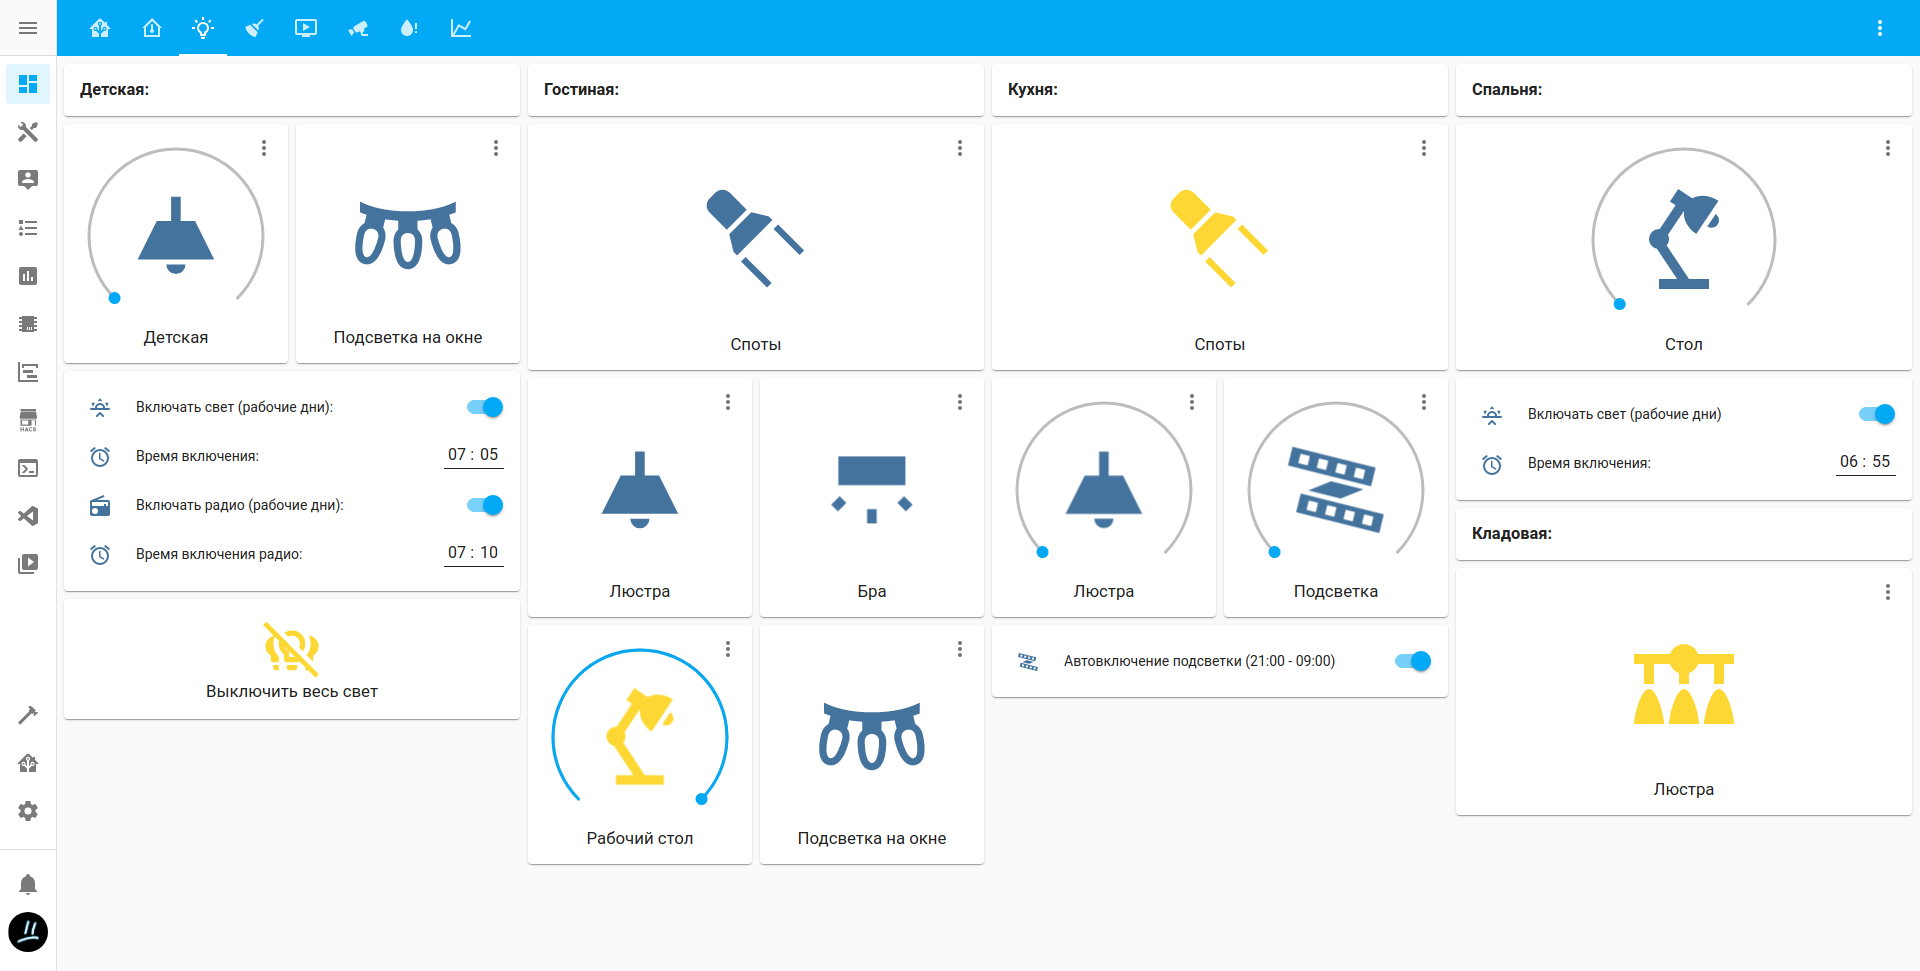 Детская:
Детская
Подсветка на окне
Включать свет (рабочие дни):
Время включения:
07 : 05
Включать радио (рабочие дни):
Время включения радио:
07 : 10
Выключить весь свет
Гостиная:
Споты
Люстра
Бра
Рабочий стол
Подсветка на окне
Кухня:
Споты
Люстра
Подсветка
Автовключение подсветки (21:00 - 09:00)
Спальня:
Стол
Включать свет (рабочие дни)
Время включения:
06 : 55
Кладовая:
Люстра
HACS